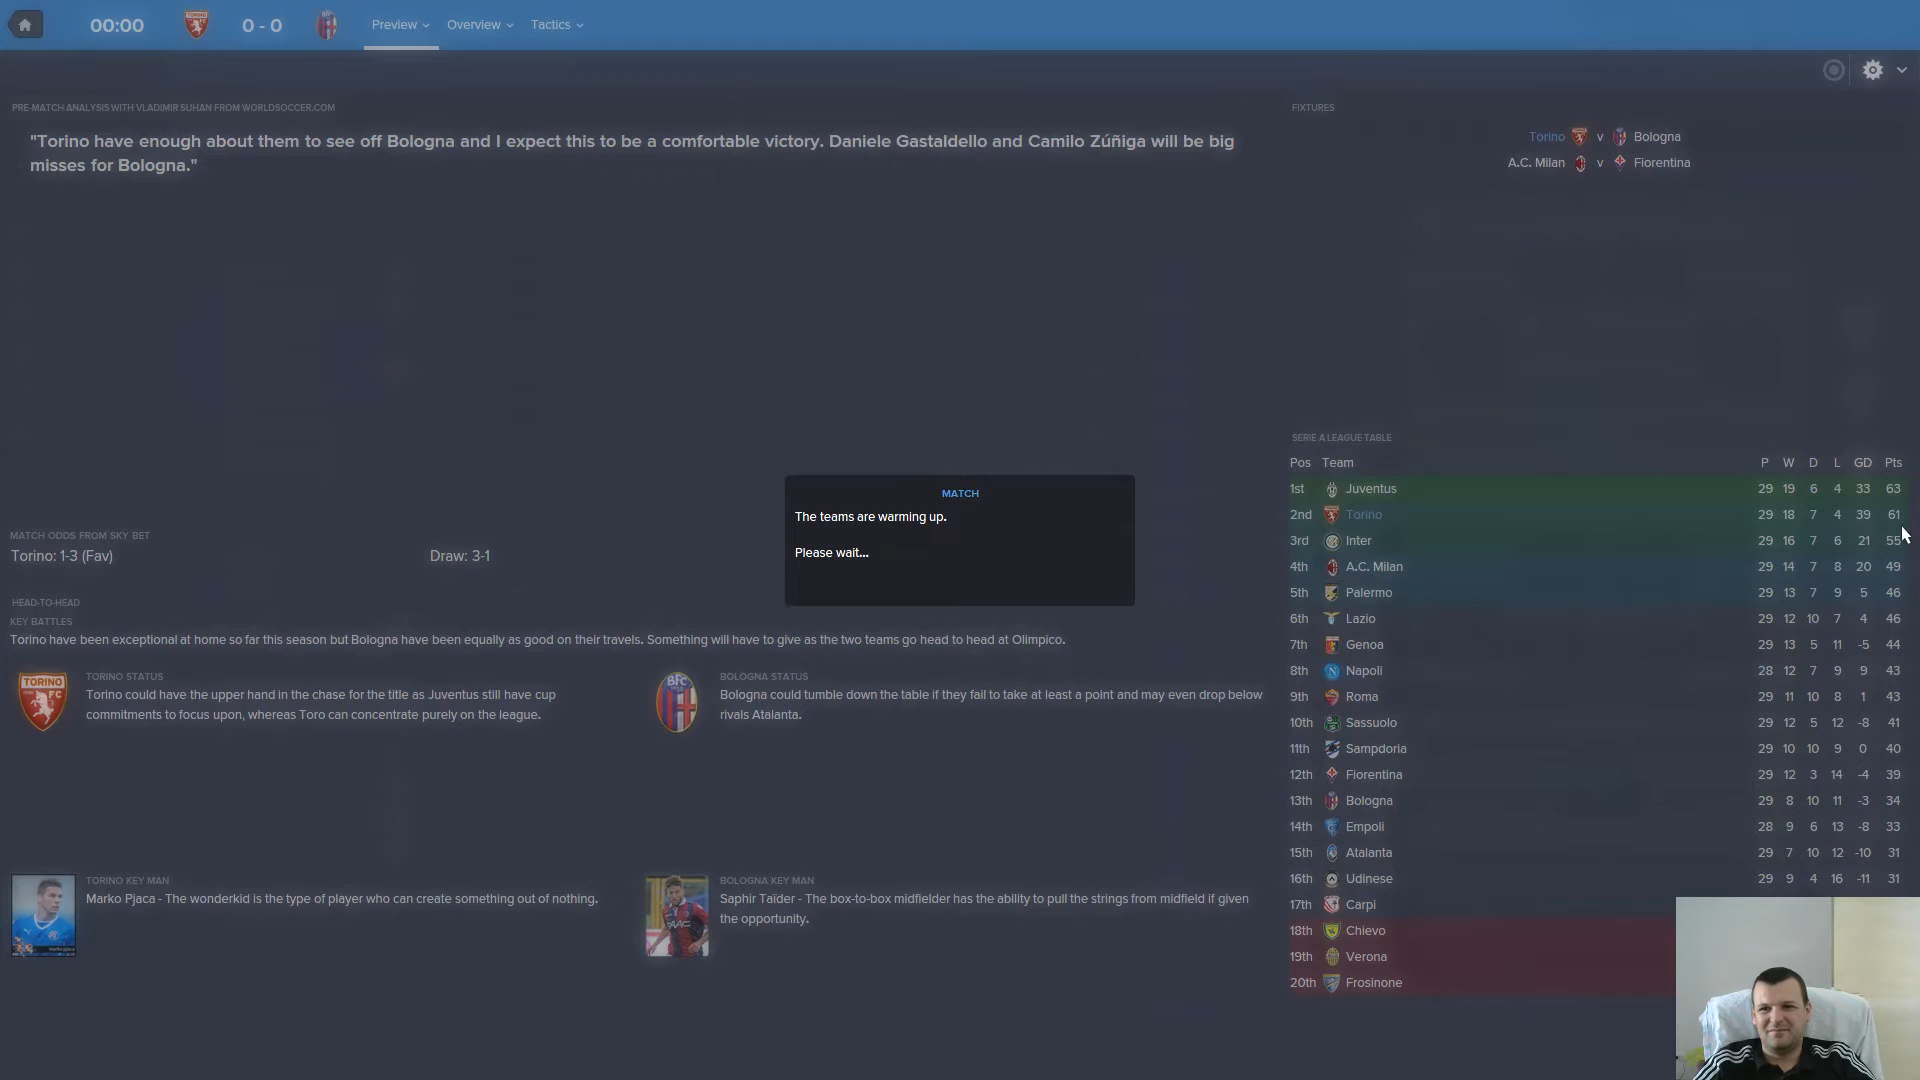 00:00
0 - 0
Preview
Overview
Tactics
PRE-MATCH ANALYSIS WITH VLADIMIR SUHAN FROM WORLDSOCCER.COM
"Torino have enough about them to see off Bologna and I expect this to be a comfortable victory. Daniele Gastaldello and Camilo Zúñiga will be big
misses for Bologna."
FIXTURES
Torino v Bologna
A.C. Milan v Fiorentina
MATCH
The teams are warming up.
Please wait...
MATCH ODDS FROM SKY BET
Torino: 1-3 (Fav)
Draw: 3-1
HEAD-TO-HEAD
KEY BATTLES
Torino have been exceptional at home so far this season but Bologna have been equally as good on their travels. Something will have to give as the two teams go head to head at Olimpico.
TORINO STATUS
Torino could have the upper hand in the chase for the title as Juventus still have cup
commitments to focus upon, whereas Toro can concentrate purely on the league.
BOLOGNA STATUS
Bologna could tumble down the table if they fail to take at least a point and may even drop below
rivals Atalanta.
TORINO KEY MAN
Marko Pjaca - The wonderkid is the type of player who can create something out of nothing.
BOLOGNA KEY MAN
Saphir Taïder - The box-to-box midfielder has the ability to pull the strings from midfield if given
the opportunity.
SERIE A LEAGUE TABLE
Pos Team P W D L GD Pts
1st Juventus 29 19 6 4 33 63
2nd Torino 29 18 7 4 39 61
3rd Inter 29 16 7 6 21 55
4th A.C. Milan 29 14 7 8 20 49
5th Palermo 29 13 7 9 5 46
6th Lazio 29 12 10 7 4 46
7th Genoa 29 13 5 11 -5 44
8th Napoli 28 12 7 9 9 43
9th Roma 29 11 10 8 1 43
10th Sassuolo 29 12 5 12 -8 41
11th Sampdoria 29 10 10 9 0 40
12th Fiorentina 29 12 3 14 -4 39
13th Bologna 29 8 10 11 -3 34
14th Empoli 28 9 6 13 -8 33
15th Atalanta 29 7 10 12 -10 31
16th Udinese 29 9 4 16 -11 31
17th Carpi
18th Chievo
19th Verona
20th Frosinone